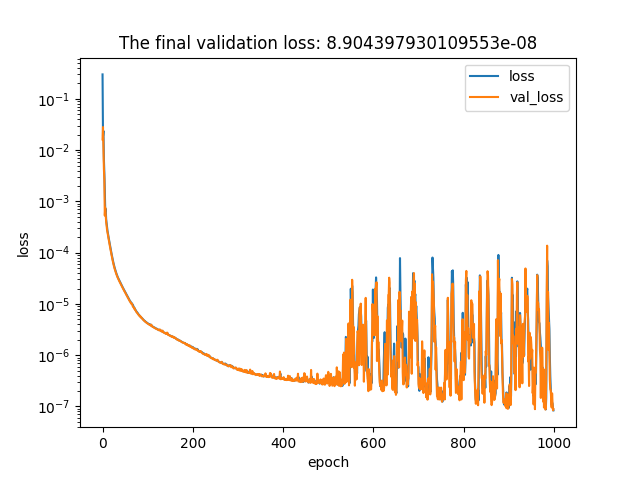 The final validation loss: 8.904397930109553e-08
loss
val_loss
10⁻¹
10⁻²
10⁻³
10⁻⁴
10⁻⁵
10⁻⁶
10⁻⁷
loss
0 200 400 600 800 1000
epoch